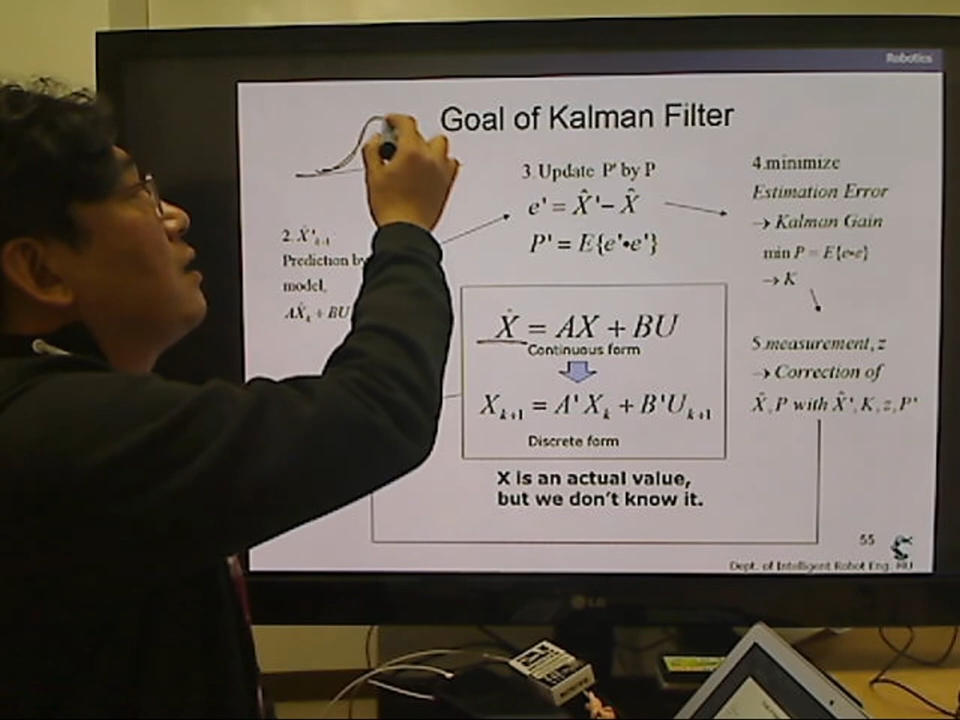 Robotics
Goal of Kalman Filter
2. X̂'ₖ₊₁
Prediction by
model,
AX̂ₖ + BU
3.Update P' by P
e' = X̂' − X̂
P' = E{e'•e'}
4.minimize
Estimation Error
→ Kalman Gain
min P = E{e•e}
→ K
5.measurement, z
→ Correction of
X̂, P with X̂', K, z, P'
Ẋ = AX + BU
Continuous form
Xₖ₊₁ = A'Xₖ + B'Uₖ₊₁
Discrete form
X is an actual value,
but we don't know it.
55
Dept. of Intelligent Robot Eng. HU
LG